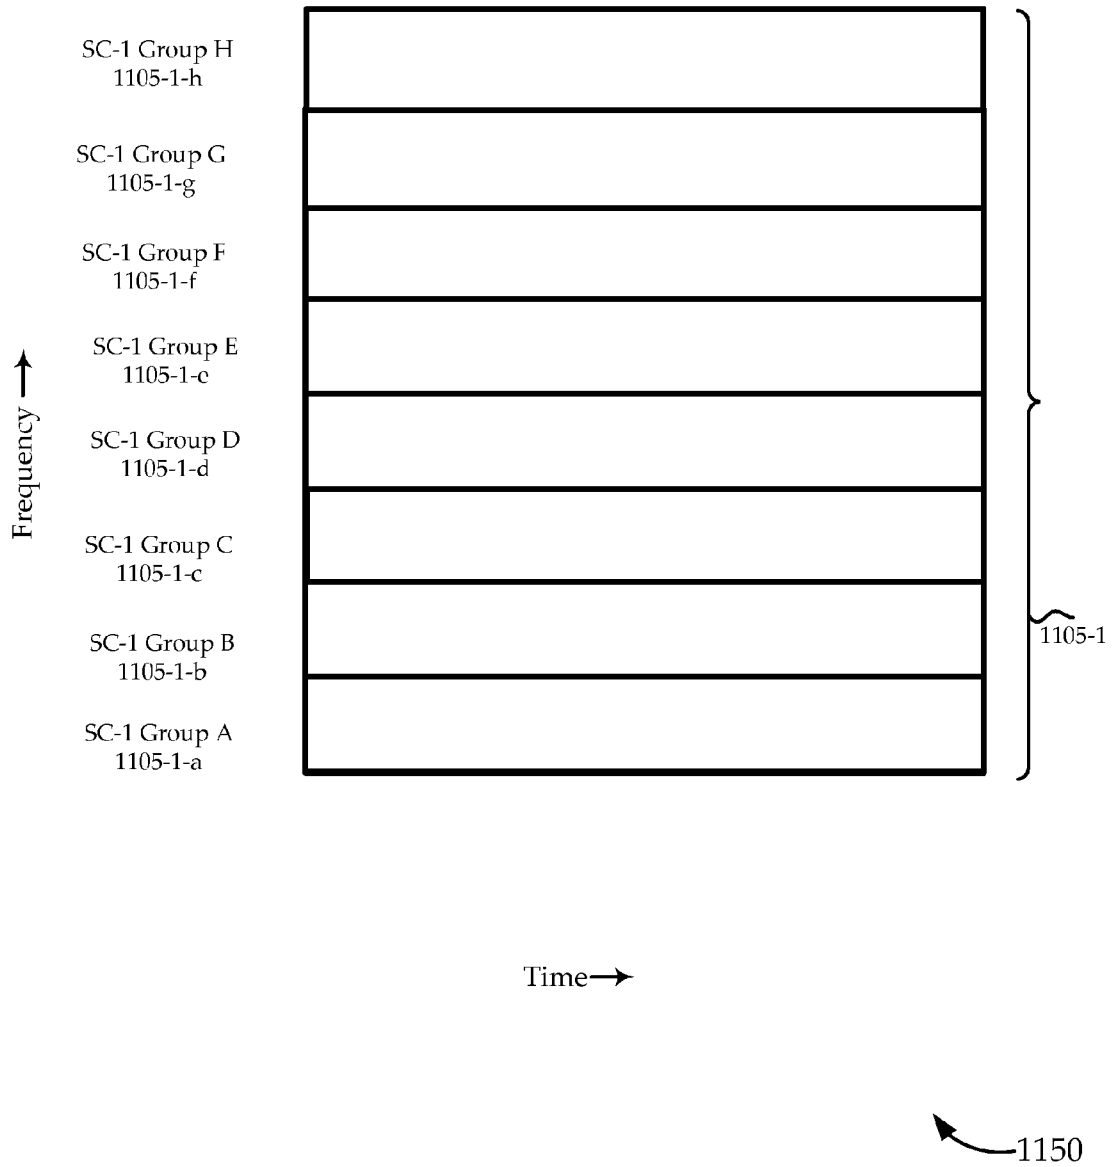 SC-1 Group H
1105-1-h
SC-1 Group G
1105-1-g
SC-1 Group F
1105-1-f
SC-1 Group E
1105-1-e
SC-1 Group D
1105-1-d
SC-1 Group C
1105-1-c
SC-1 Group B
1105-1-b
SC-1 Group A
1105-1-a
Frequency
1105-1
Time
1150